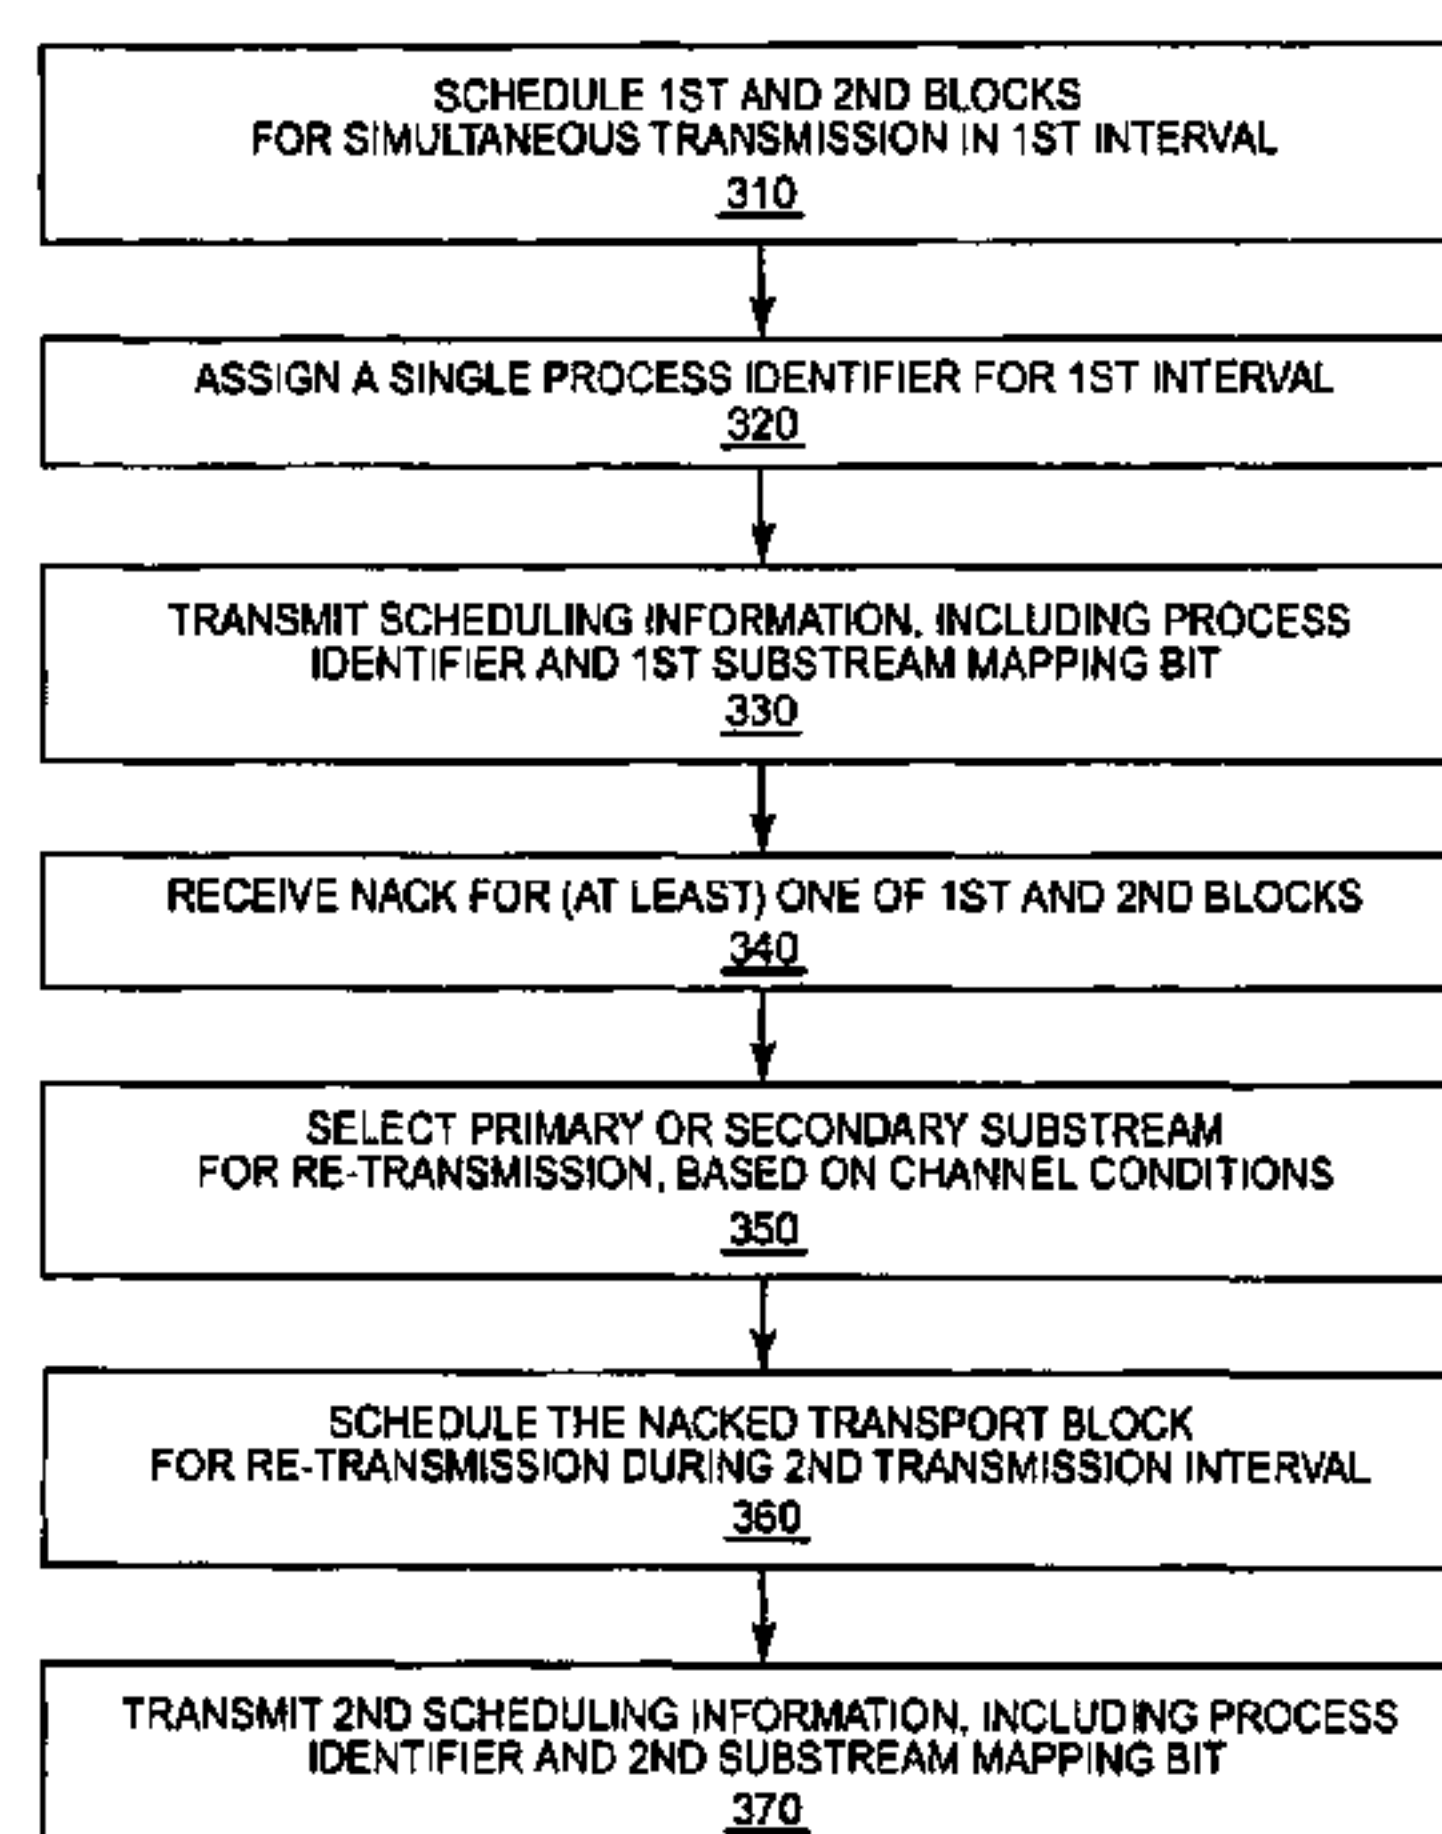 SCHEDULE 1ST AND 2ND BLOCKS
FOR SIMULTANEOUS TRANSMISSION IN 1ST INTERVAL
310
ASSIGN A SINGLE PROCESS IDENTIFIER FOR 1ST INTERVAL
320
TRANSMIT SCHEDULING INFORMATION, INCLUDING PROCESS
IDENTIFIER AND 1ST SUBSTREAM MAPPING BIT
330
RECEIVE NACK FOR (AT LEAST) ONE OF 1ST AND 2ND BLOCKS
340
SELECT PRIMARY OR SECONDARY SUBSTREAM
FOR RE-TRANSMISSION, BASED ON CHANNEL CONDITIONS
350
SCHEDULE THE NACKED TRANSPORT BLOCK
FOR RE-TRANSMISSION DURING 2ND TRANSMISSION INTERVAL
360
TRANSMIT 2ND SCHEDULING INFORMATION, INCLUDING PROCESS
IDENTIFIER AND 2ND SUBSTREAM MAPPING BIT
370